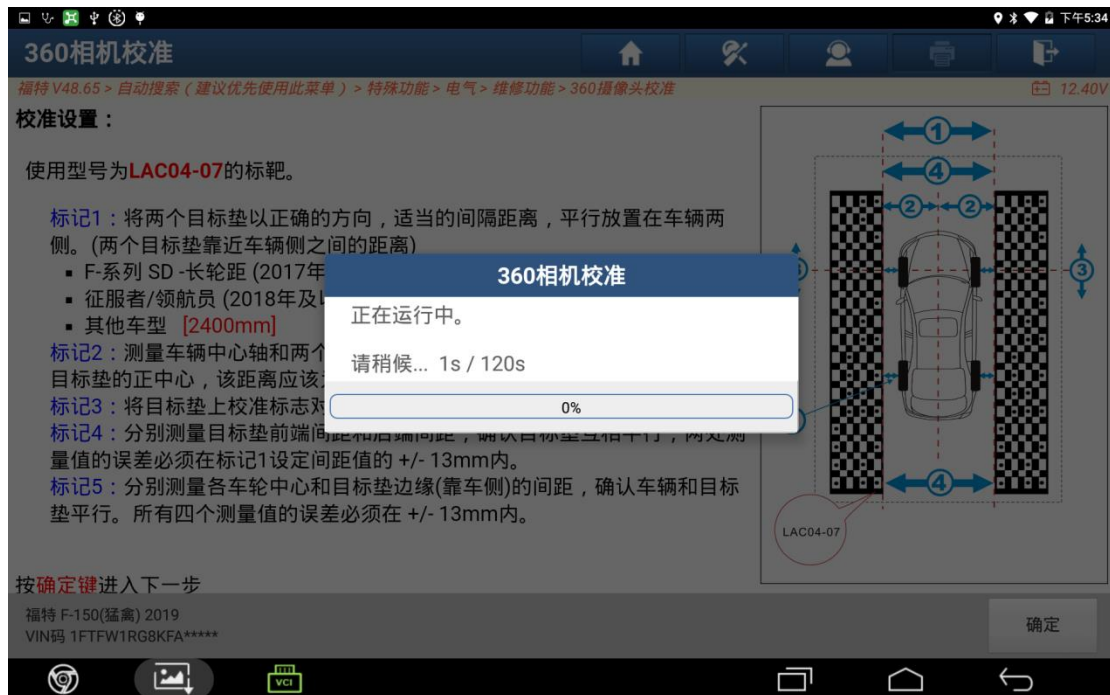 下午5:34
360相机校准
福特 V48.65 > 自动搜索 ( 建议优先使用此菜单 ) > 特殊功能 > 电气 > 维修功能 > 360摄像头校准
12.40V
校准设置：
使用型号为LAC04-07的标靶。
标记1：将两个目标垫以正确的方向，适当的间隔距离，平行放置在车辆两
侧。(两个目标垫靠近车辆侧之间的距离)
▪ F-系列 SD -长轮距 (2017年
▪ 征服者/领航员 (2018年及
▪ 其他车型 [2400mm]
标记2：测量车辆中心轴和两个
目标垫的正中心，该距离应该
标记3：将目标垫上校准标志对
标记4：分别测量目标垫前端间距和后端间距，确认目标垫互相平行，两处测
量值的误差必须在标记1设定间距值的 +/- 13mm内。
标记5：分别测量各车轮中心和目标垫边缘(靠车侧)的间距，确认车辆和目标
垫平行。所有四个测量值的误差必须在 +/- 13mm内。
按确定键进入下一步
360相机校准
正在运行中。
请稍候... 1s / 120s
0%
1
4
2
2
3
4
LAC04-07
福特 F-150(猛禽) 2019
VIN码 1FTFW1RG8KFA*****
确定
VCI